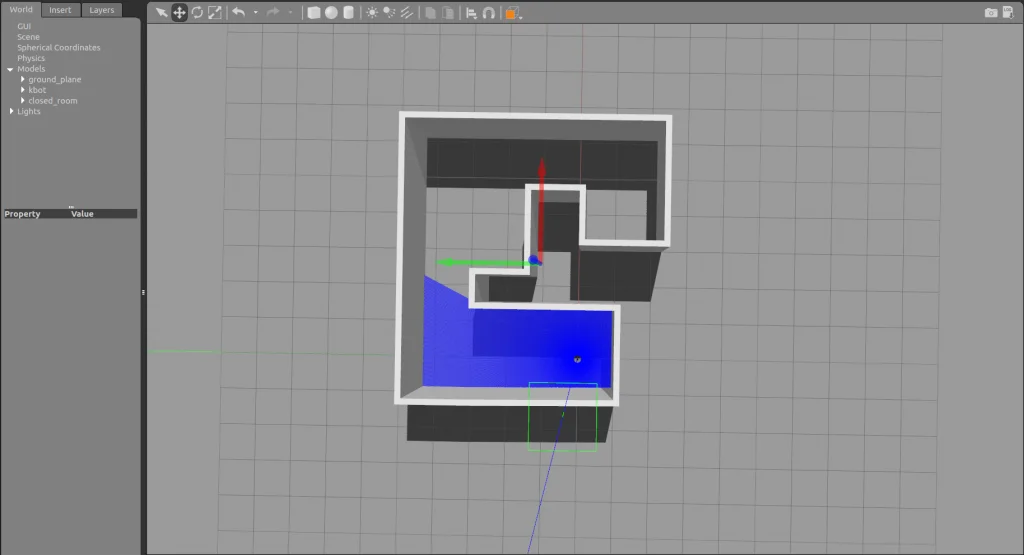 World Insert Layers
GUI
Scene
Spherical Coordinates
Physics
Models
ground_plane
kbot
closed_room
Lights
Property Value